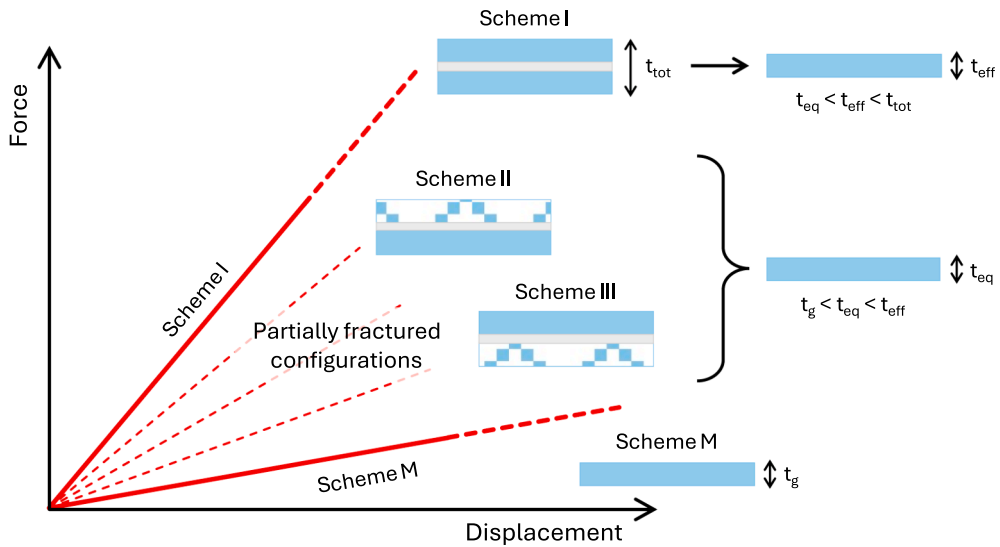 Scheme I
t_tot
t_eff
t_eq < t_eff < t_tot
Force
Scheme II
Scheme I
t_eq
Scheme III
t_g < t_eq < t_eff
Partially fractured
configurations
Scheme M
Scheme M
t_g
Displacement